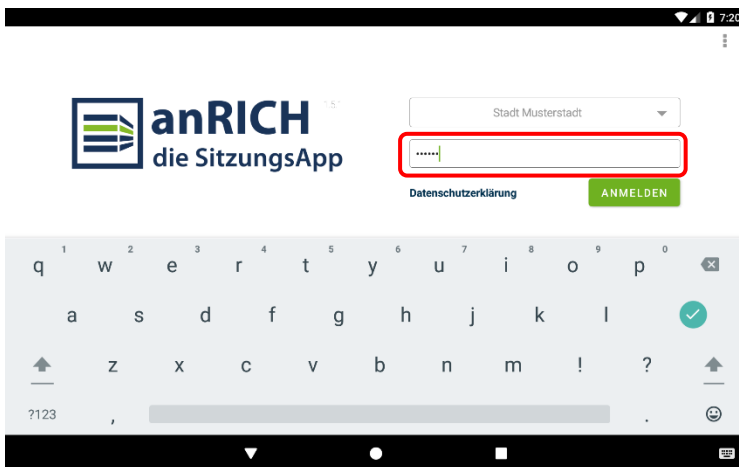 7:20
anRICH
die SitzungsApp
Stadt Musterstadt
••••••
Datenschutzerklärung
ANMELDEN
q 1 w 2 e 3 r 4 t 5 y 6 u 7 i 8 o 9 p 0
a s d f g h j k l
z x c v b n m ! ?
?123 , .